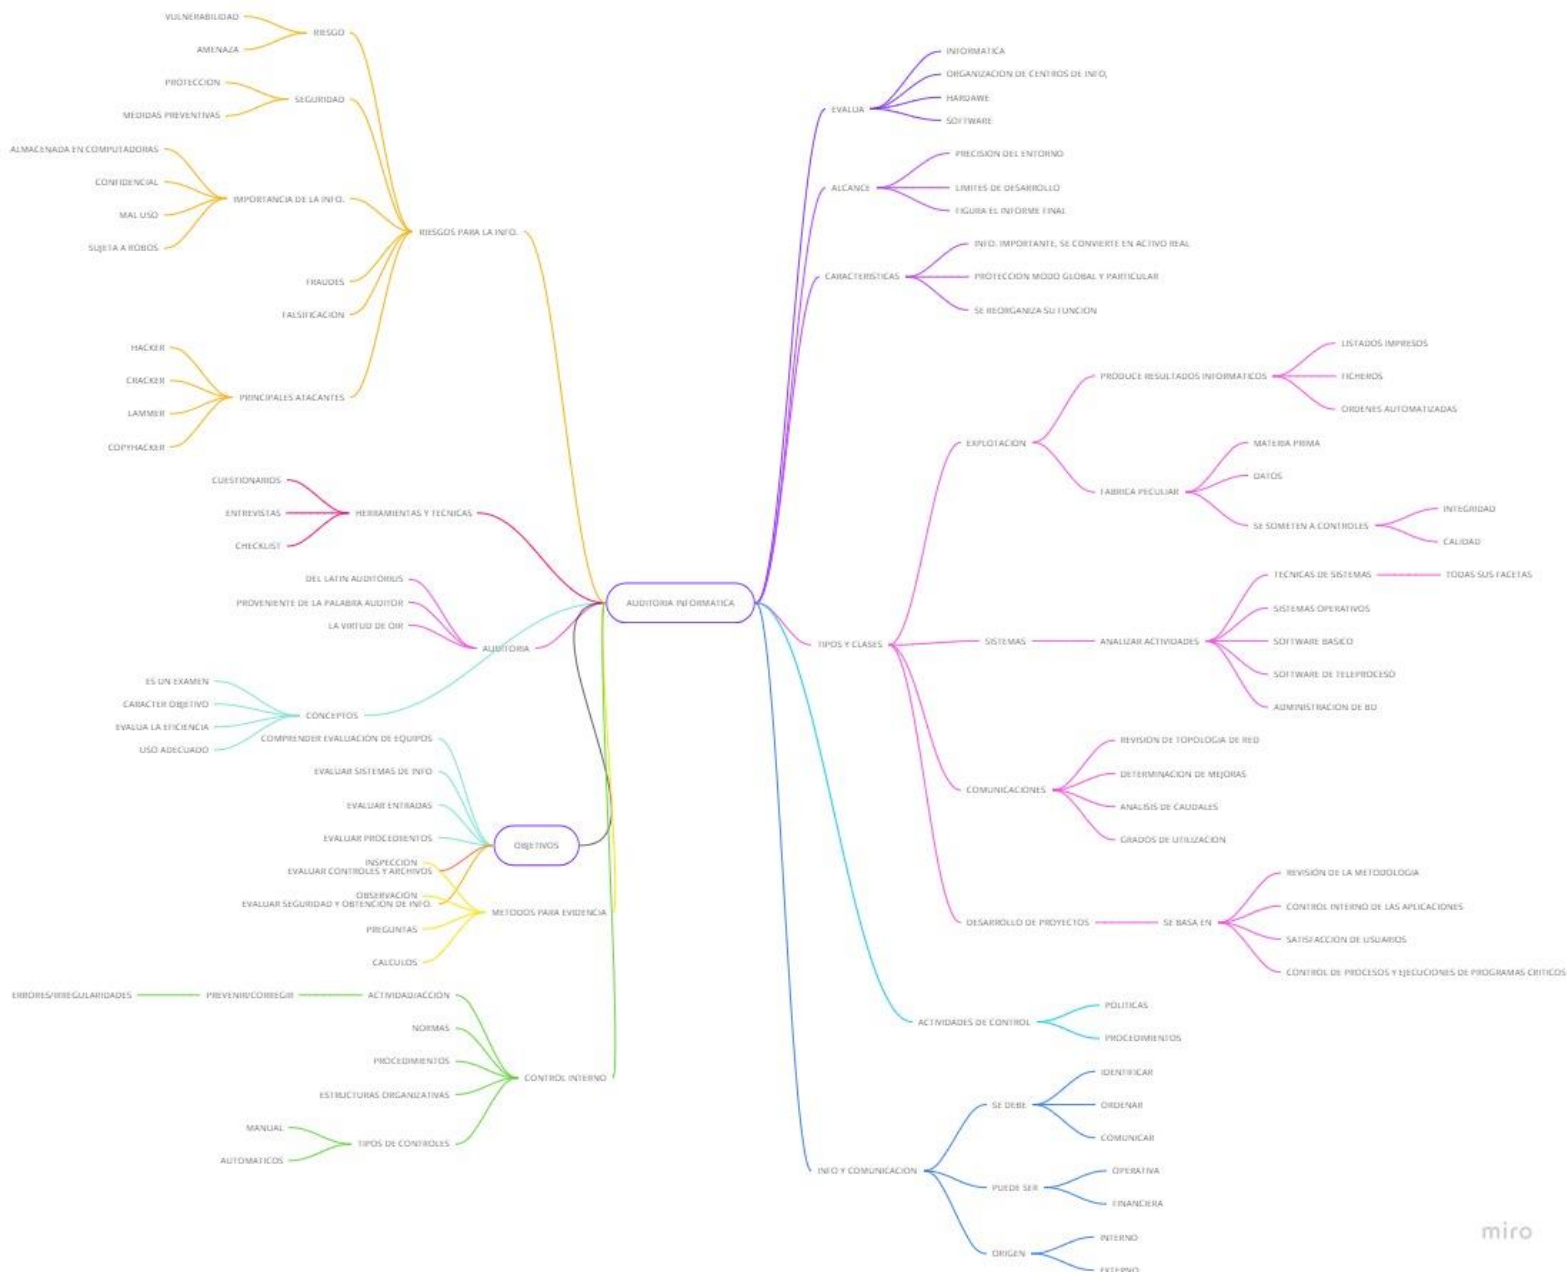 AUDITORIA INFORMATICA
RIESGOS PARA LA INFO.
RIESGO
VULNERABILIDAD
AMENAZA
SEGURIDAD
PROTECCION
MEDIDAS PREVENTIVAS
IMPORTANCIA DE LA INFO.
ALMACENADA EN COMPUTADORAS
CONFIDENCIAL
MAL USO
SUJETA A ROBOS
FRAUDES
FALSIFICACION
PRINCIPALES ATACANTES
HACKER
CRACKER
LAMMER
COPYHACKER
HERRAMIENTAS Y TECNICAS
CUESTIONARIOS
ENTREVISTAS
CHECKLIST
AUDITORIA
DEL LATIN AUDITORIUS
PROVENIENTE DE LA PALABRA AUDITOR
LA VIRTUD DE OIR
CONCEPTOS
ES UN EXAMEN
CARACTER OBJETIVO
EVALUA LA EFICIENCIA
USO ADECUADO
OBJETIVOS
COMPRENDER EVALUACIÓN DE EQUIPOS
EVALUAR SISTEMAS DE INFO
EVALUAR ENTRADAS
EVALUAR PROCEDIENTOS
EVALUAR CONTROLES Y ARCHIVOS
EVALUAR SEGURIDAD Y OBTENCION DE INFO.
METODOS PARA EVIDENCIA
INSPECCION
OBSERVACION
PREGUNTAS
CALCULOS
CONTROL INTERNO
ACTIVIDAD/ACCION
PREVENIR/CORREGIR
ERRORES/IRREGULARIDADES
NORMAS
PROCEDIMIENTOS
ESTRUCTURAS ORGANIZATIVAS
TIPOS DE CONTROLES
MANUAL
AUTOMATICOS
EVALUA
INFORMATICA
ORGANIZACION DE CENTROS DE INFO,
HARDAWE
SOFTWARE
ALCANCE
PRECISION DEL ENTORNO
LIMITES DE DESARROLLO
FIGURA EL INFORME FINAL
CARACTERISTICAS
INFO. IMPORTANTE, SE CONVIERTE EN ACTIVO REAL
PROTECCION MODO GLOBAL Y PARTICULAR
SE REORGANIZA SU FUNCION
TIPOS Y CLASES
EXPLOTACION
PRODUCE RESULTADOS INFORMATICOS
LISTADOS IMPRESOS
FICHEROS
ORDENES AUTOMATIZADAS
FABRICA PECULIAR
MATERIA PRIMA
DATOS
SE SOMETEN A CONTROLES
INTEGRIDAD
CALIDAD
SISTEMAS
ANALIZAR ACTIVIDADES
TECNICAS DE SISTEMAS
TODAS SUS FACETAS
SISTEMAS OPERATIVOS
SOFTWARE BASICO
SOFTWARE DE TELEPROCESO
ADMINISTRACION DE BD
COMUNICACIONES
REVISION DE TOPOLOGIA DE RED
DETERMINACION DE MEJORAS
ANALISIS DE CAUDALES
GRADOS DE UTILIZACION
DESARROLLO DE PROYECTOS
SE BASA EN
REVISION DE LA METODOLOGIA
CONTROL INTERNO DE LAS APLICACIONES
SATISFACCION DE USUARIOS
CONTROL DE PROCESOS Y EJECUCIONES DE PROGRAMAS CRITICOS
ACTIVIDADES DE CONTROL
POLITICAS
PROCEDIMIENTOS
INFO Y COMUNICACION
SE DEBE
IDENTIFICAR
ORDENAR
COMUNICAR
PUEDE SER
OPERATIVA
FINANCIERA
ORIGEN
INTERNO
EXTERNO
miro